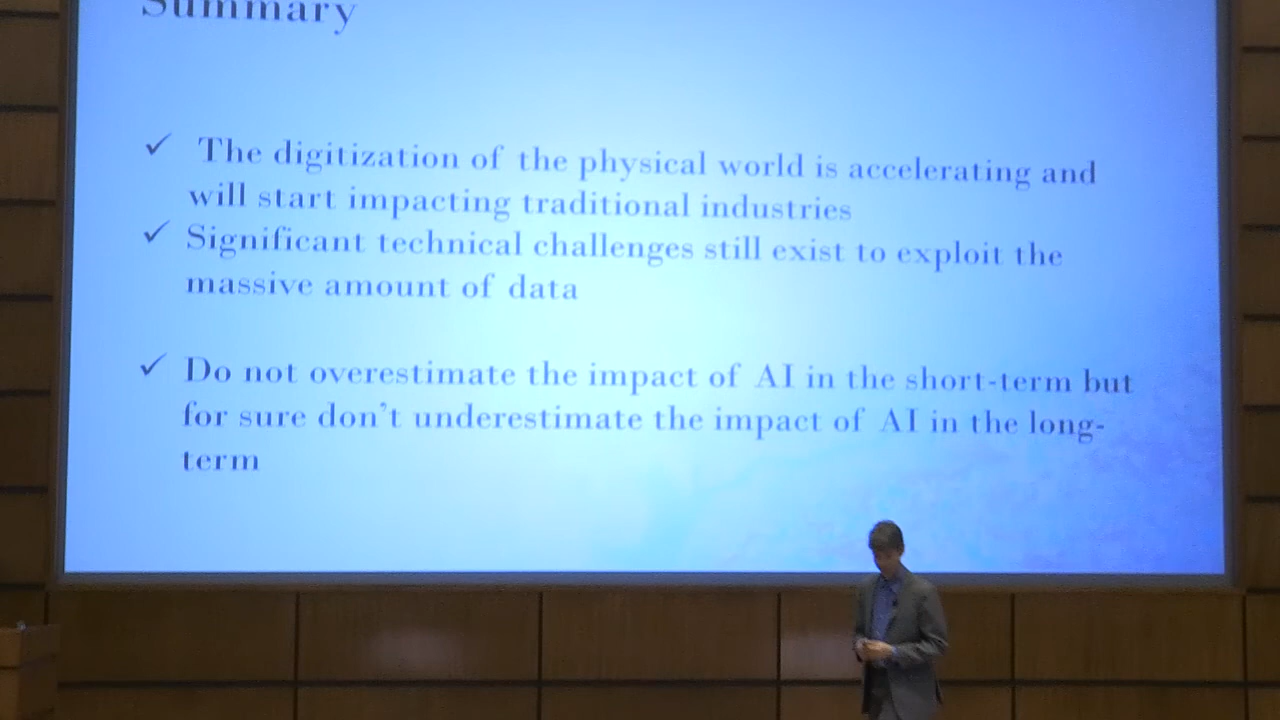 Summary
✓ The digitization of the physical world is accelerating and
will start impacting traditional industries
✓ Significant technical challenges still exist to exploit the
massive amount of data
✓ Do not overestimate the impact of AI in the short-term but
for sure don't underestimate the impact of AI in the long-
term